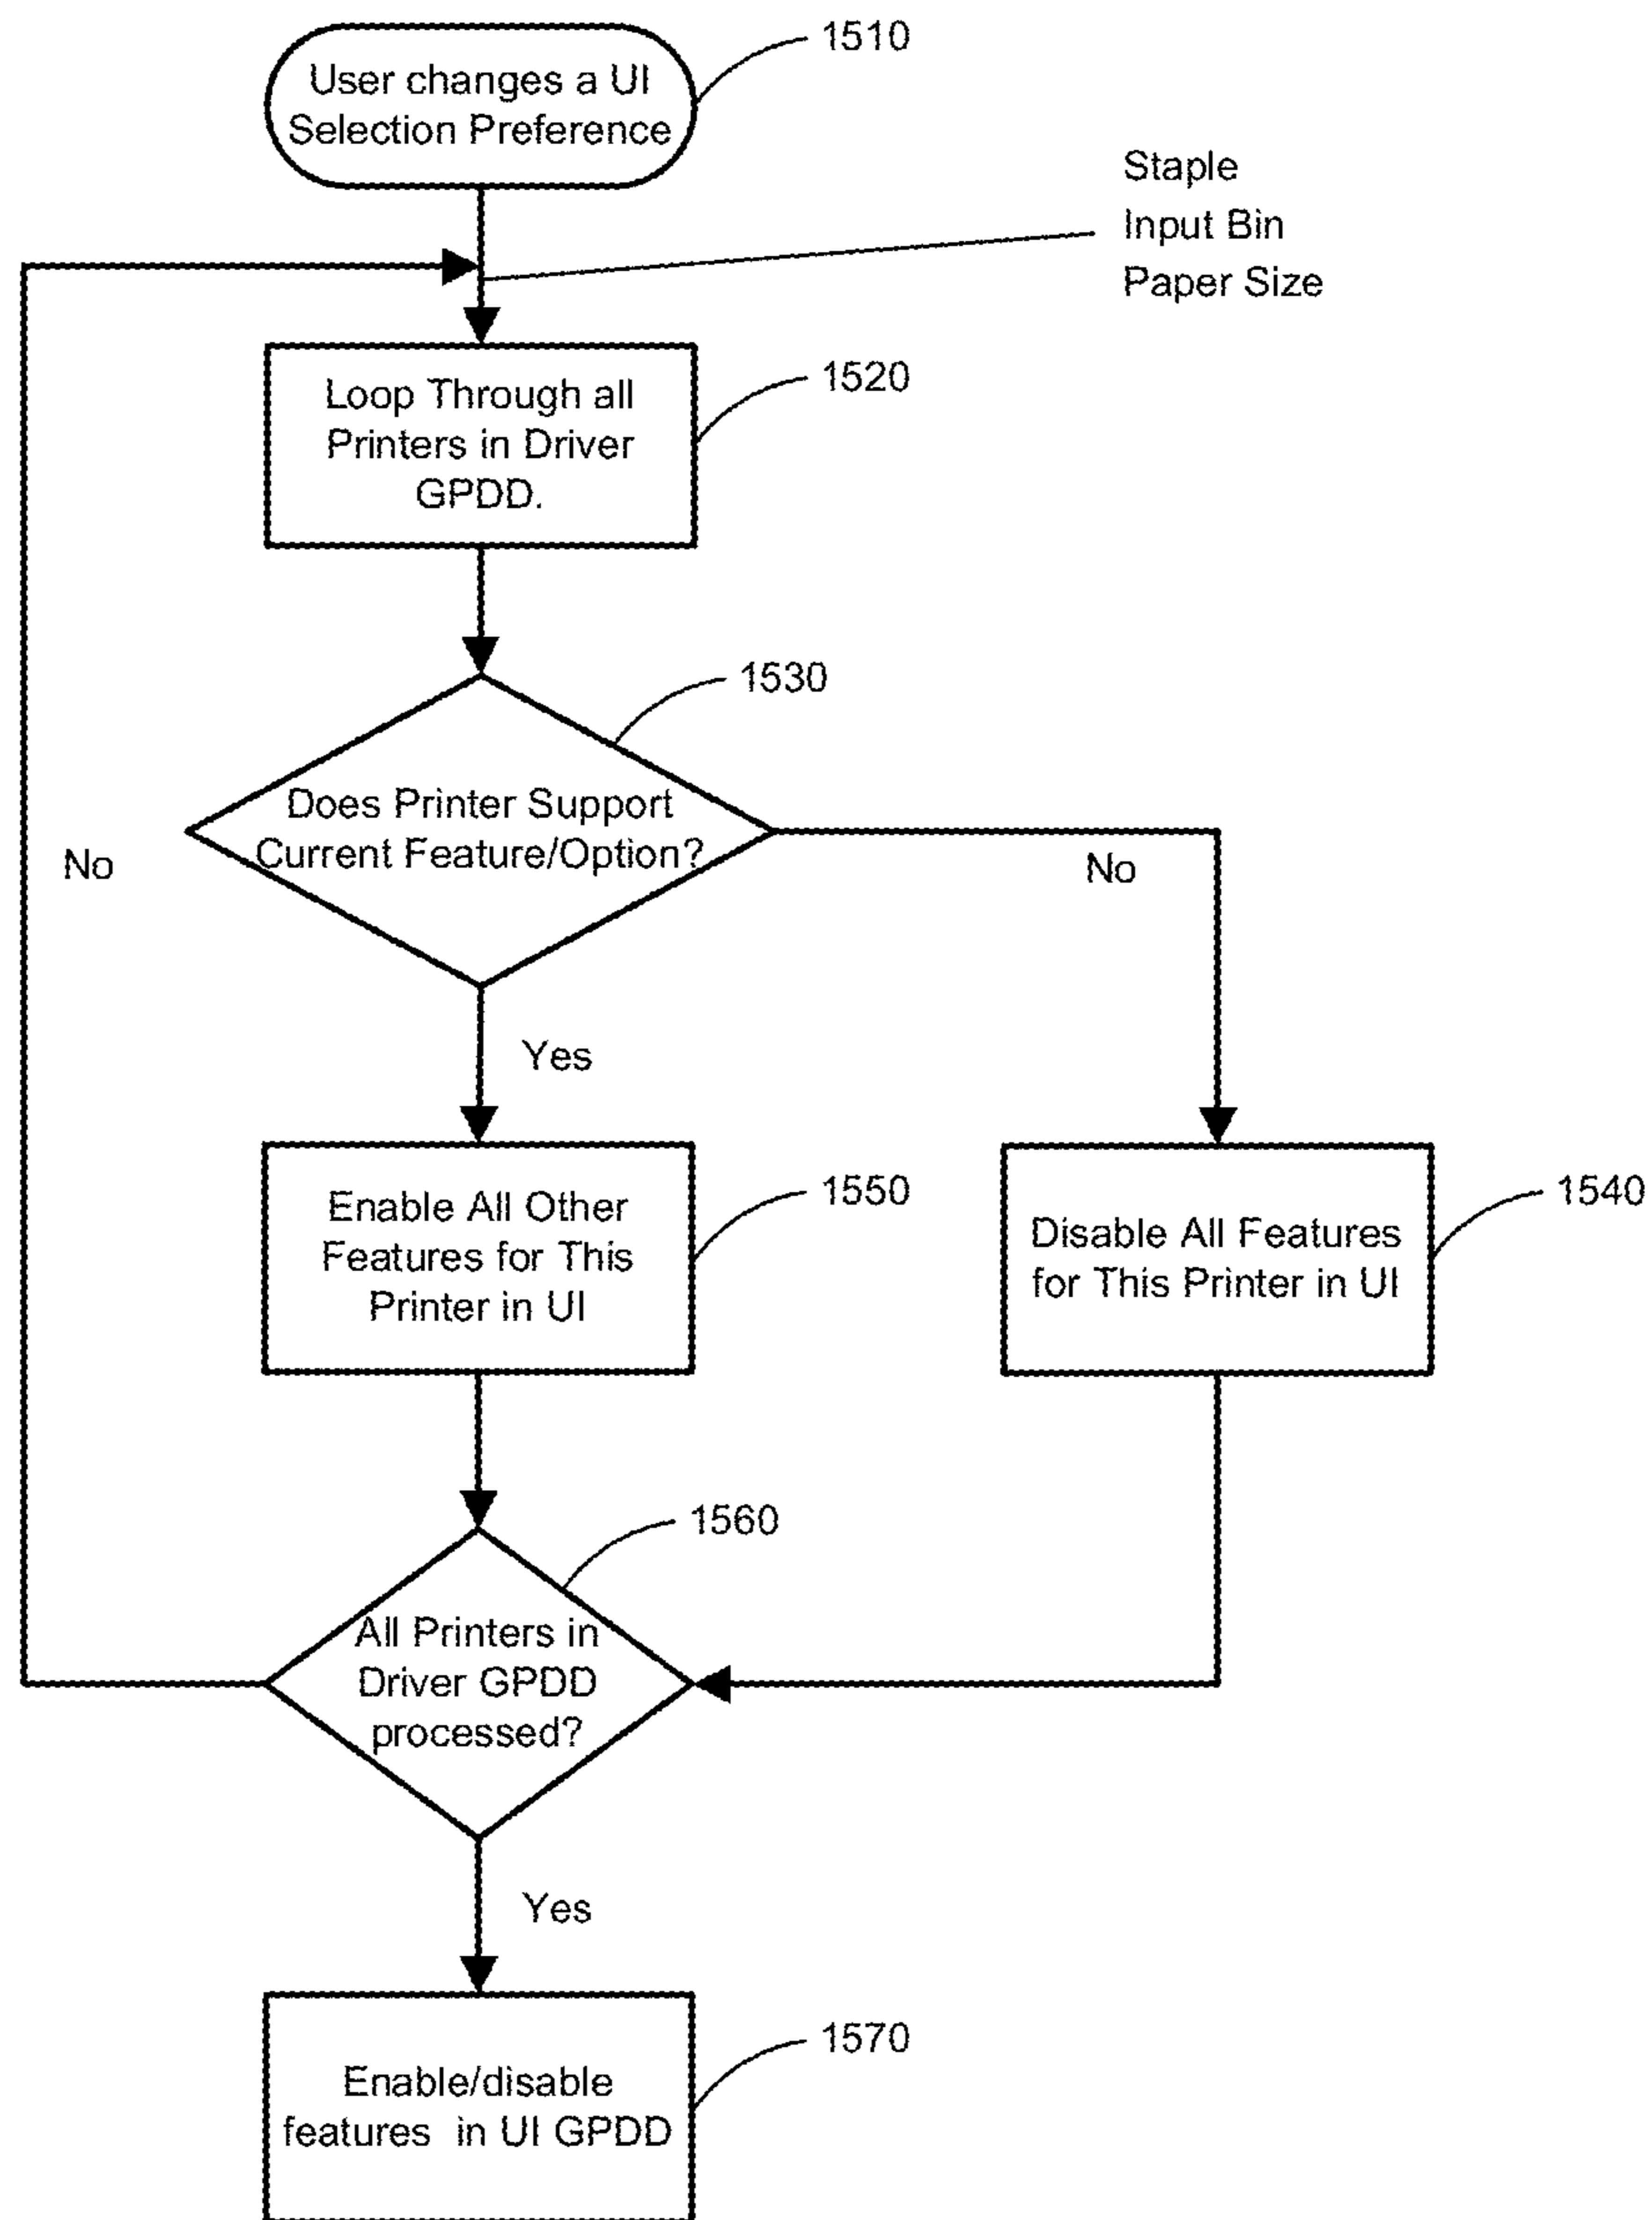 1510
User changes a UI
Selection Preference
Staple
Input Bin
Paper Size
1520
Loop Through all
Printers in Driver
GPDD.
1530
Does Printer Support
Current Feature/Option?
No
No
Yes
1550
Enable All Other
Features for This
Printer in UI
1540
Disable All Features
for This Printer in UI
1560
All Printers in
Driver GPDD
processed?
Yes
1570
Enable/disable
features in UI GPDD